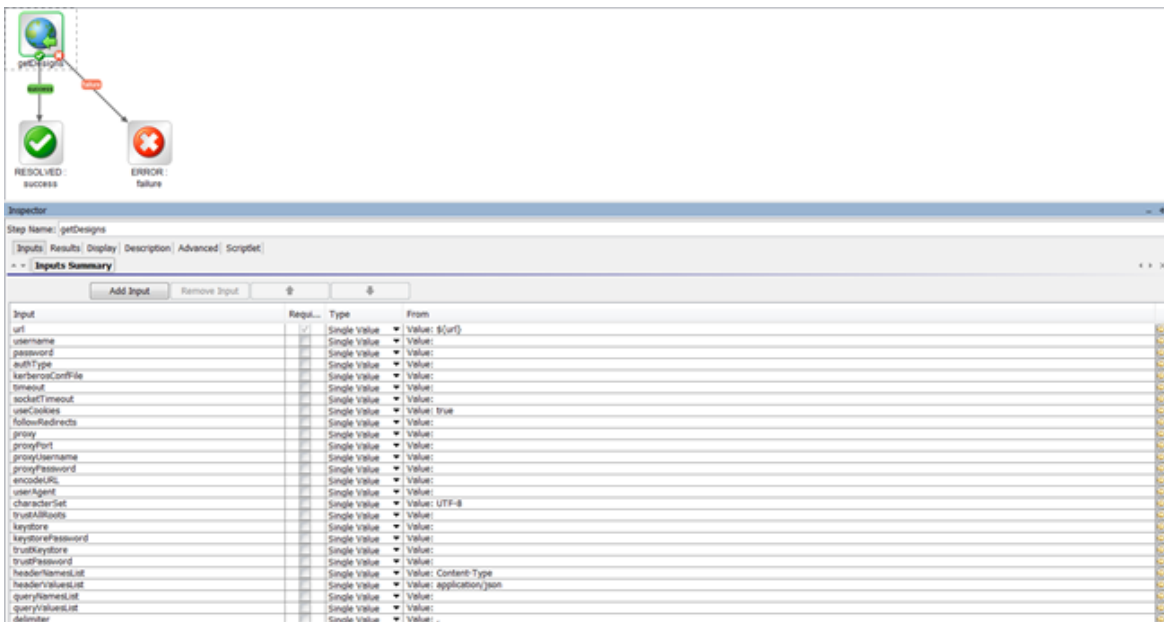 getDesigns
success
failure
RESOLVED : ERROR :
success failure
Inspector
Step Name: getDesigns
Inputs Results Display Description Advanced Scriptlet
Inputs Summary
Add Input Remove Input
Input Requi... Type From
url Single Value Value: ${url}
username Single Value Value:
password Single Value Value:
authType Single Value Value:
kerberosConfFile Single Value Value:
timeout Single Value Value:
socketTimeout Single Value Value:
useCookies Single Value Value: true
followRedirects Single Value Value:
proxy Single Value Value:
proxyPort Single Value Value:
proxyUsername Single Value Value:
proxyPassword Single Value Value:
encodeURL Single Value Value:
userAgent Single Value Value:
characterSet Single Value Value: UTF-8
trustAllRoots Single Value Value:
keystore Single Value Value:
keystorePassword Single Value Value:
trustKeystore Single Value Value:
trustPassword Single Value Value:
headerNamesList Single Value Value: Content-Type
headerValuesList Single Value Value: application/json
queryNamesList Single Value Value:
queryValuesList Single Value Value:
delimiter Single Value Value: ,